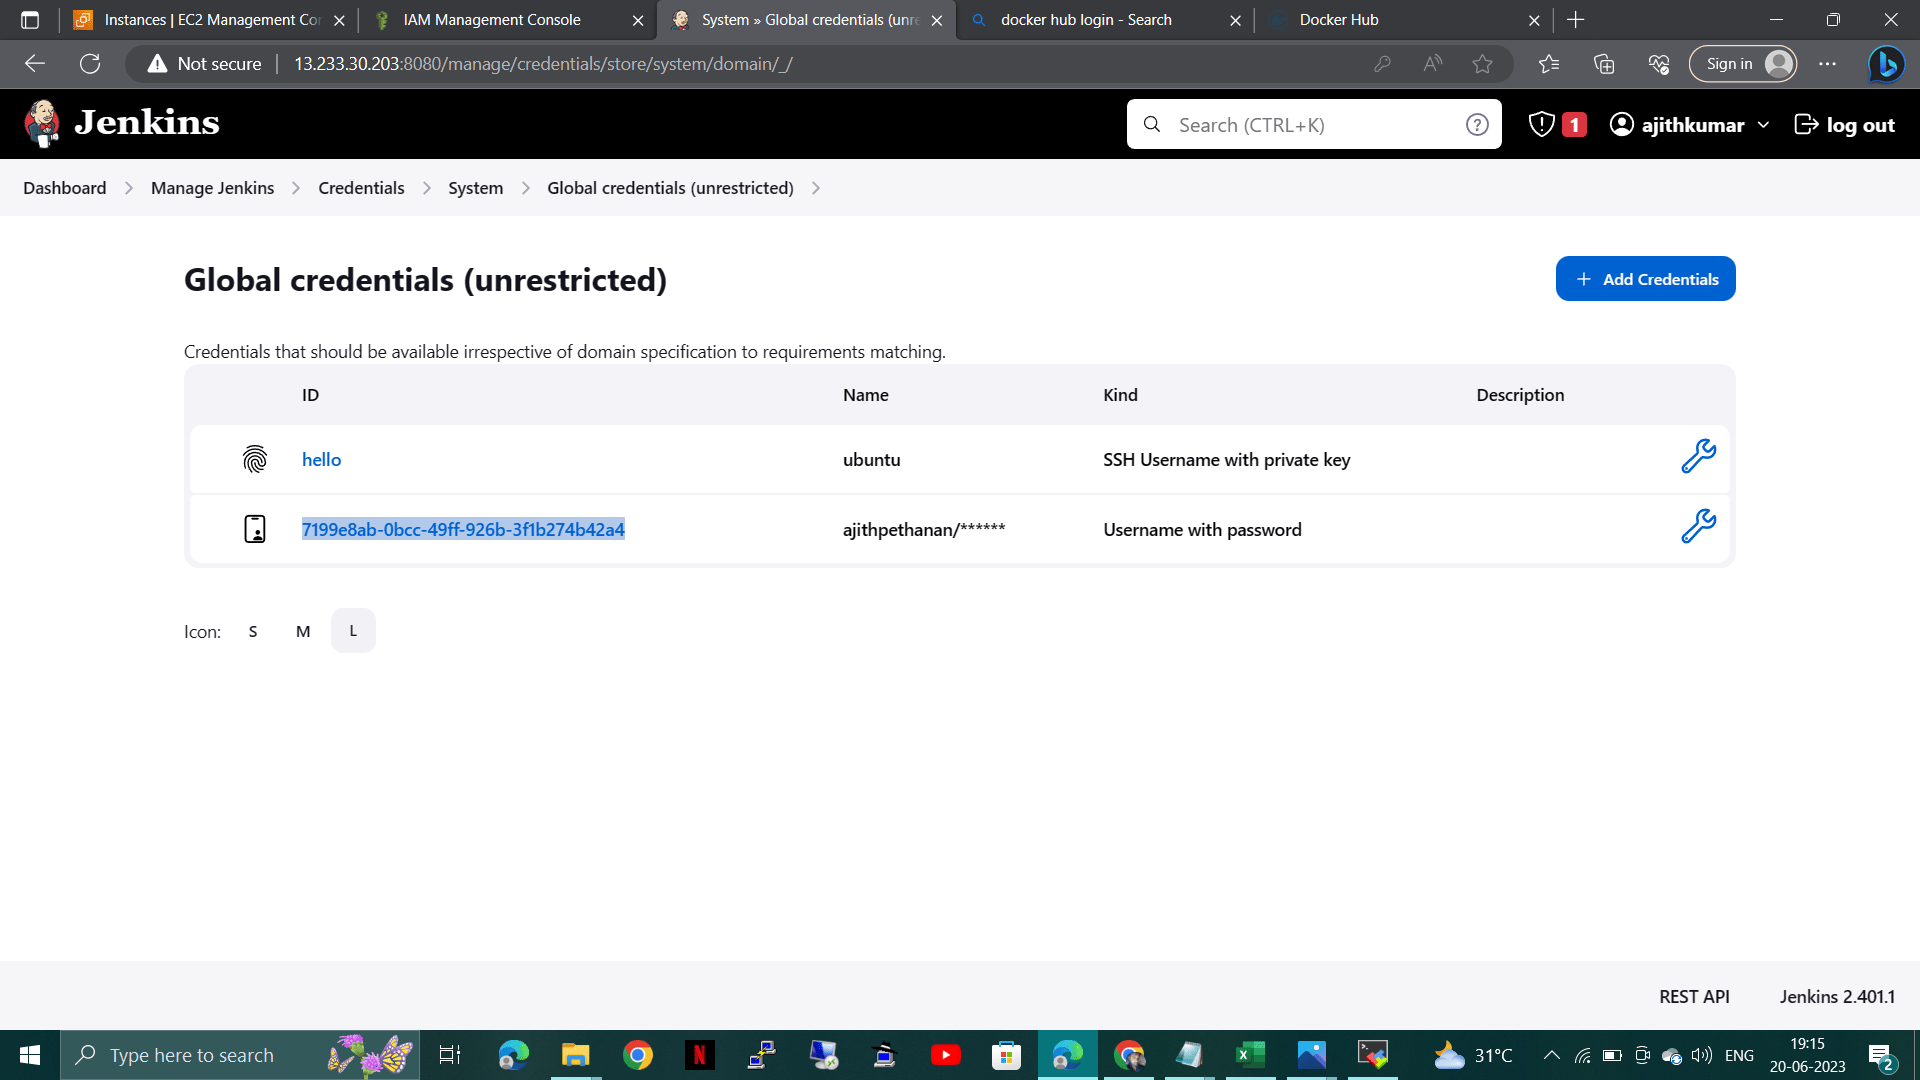 Instances | EC2 Management Con
IAM Management Console
System » Global credentials (unre
docker hub login - Search
Docker Hub
Not secure
13.233.30.203:8080/manage/credentials/store/system/domain/_/
Sign in
Jenkins
Search (CTRL+K)
1
ajithkumar
log out
Dashboard
Manage Jenkins
Credentials
System
Global credentials (unrestricted)
Global credentials (unrestricted)
Add Credentials
Credentials that should be available irrespective of domain specification to requirements matching.
ID
Name
Kind
Description
hello
ubuntu
SSH Username with private key
7199e8ab-0bcc-49ff-926b-3f1b274b42a4
ajithpethanan/******
Username with password
Icon:
S
M
L
REST API
Jenkins 2.401.1
Type here to search
31°C
ENG
19:15
20-06-2023
2